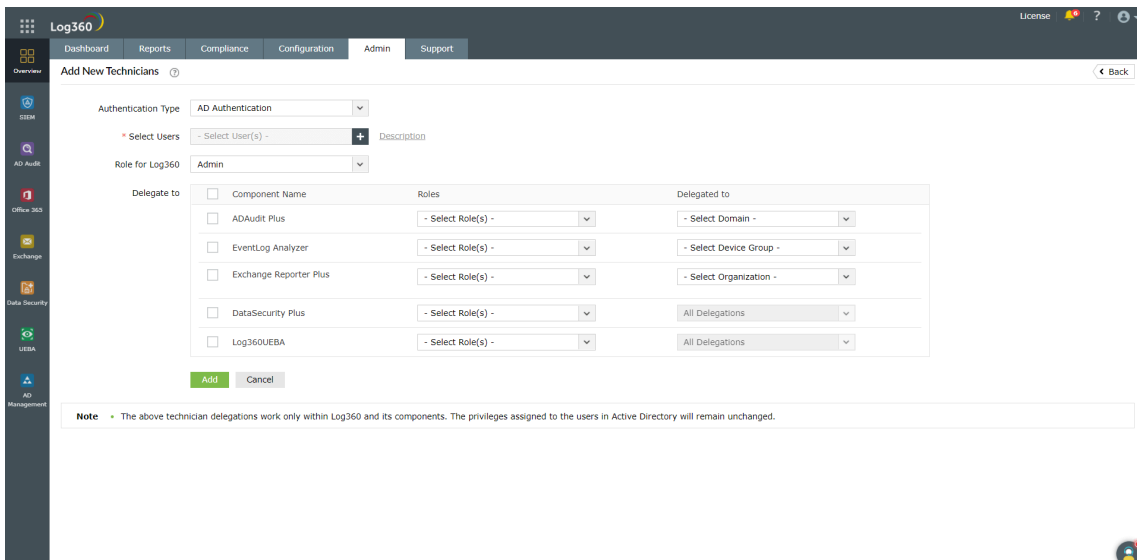 License 6 ?
Log360
Dashboard Reports Compliance Configuration Admin Support
Overview
Add New Technicians ? Back
SIEM
Authentication Type AD Authentication
* Select Users - Select User(s) - + Description
AD Audit
Role for Log360 Admin
Delegate to Component Name Roles Delegated to
Office 365
ADAudit Plus - Select Role(s) - - Select Domain -
EventLog Analyzer - Select Role(s) - - Select Device Group -
Exchange
Exchange Reporter Plus - Select Role(s) - - Select Organization -
Data Security
DataSecurity Plus - Select Role(s) - All Delegations
Log360UEBA - Select Role(s) - All Delegations
UEBA
Add Cancel
AD
Management
Note • The above technician delegations work only within Log360 and its components. The privileges assigned to the users in Active Directory will remain unchanged.